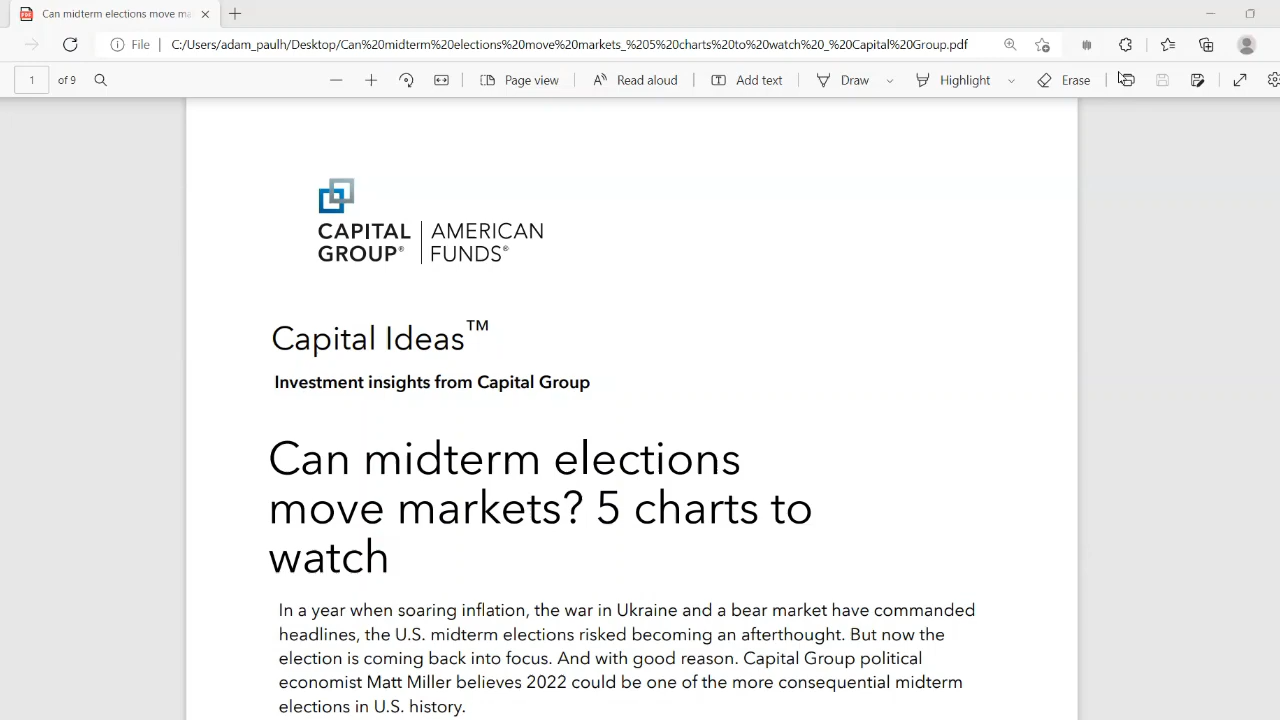 Can midterm elections move ma
File
C:/Users/adam_paulh/Desktop/Can%20midterm%20elections%20move%20markets_%205%20charts%20to%20watch%20_%20Capital%20Group.pdf
1 of 9
Page view
Read aloud
Add text
Draw
Highlight
Erase
CAPITAL GROUP® | AMERICAN FUNDS®
Capital Ideas™
Investment insights from Capital Group
Can midterm elections
move markets? 5 charts to
watch
In a year when soaring inflation, the war in Ukraine and a bear market have commanded
headlines, the U.S. midterm elections risked becoming an afterthought. But now the
election is coming back into focus. And with good reason. Capital Group political
economist Matt Miller believes 2022 could be one of the more consequential midterm
elections in U.S. history.